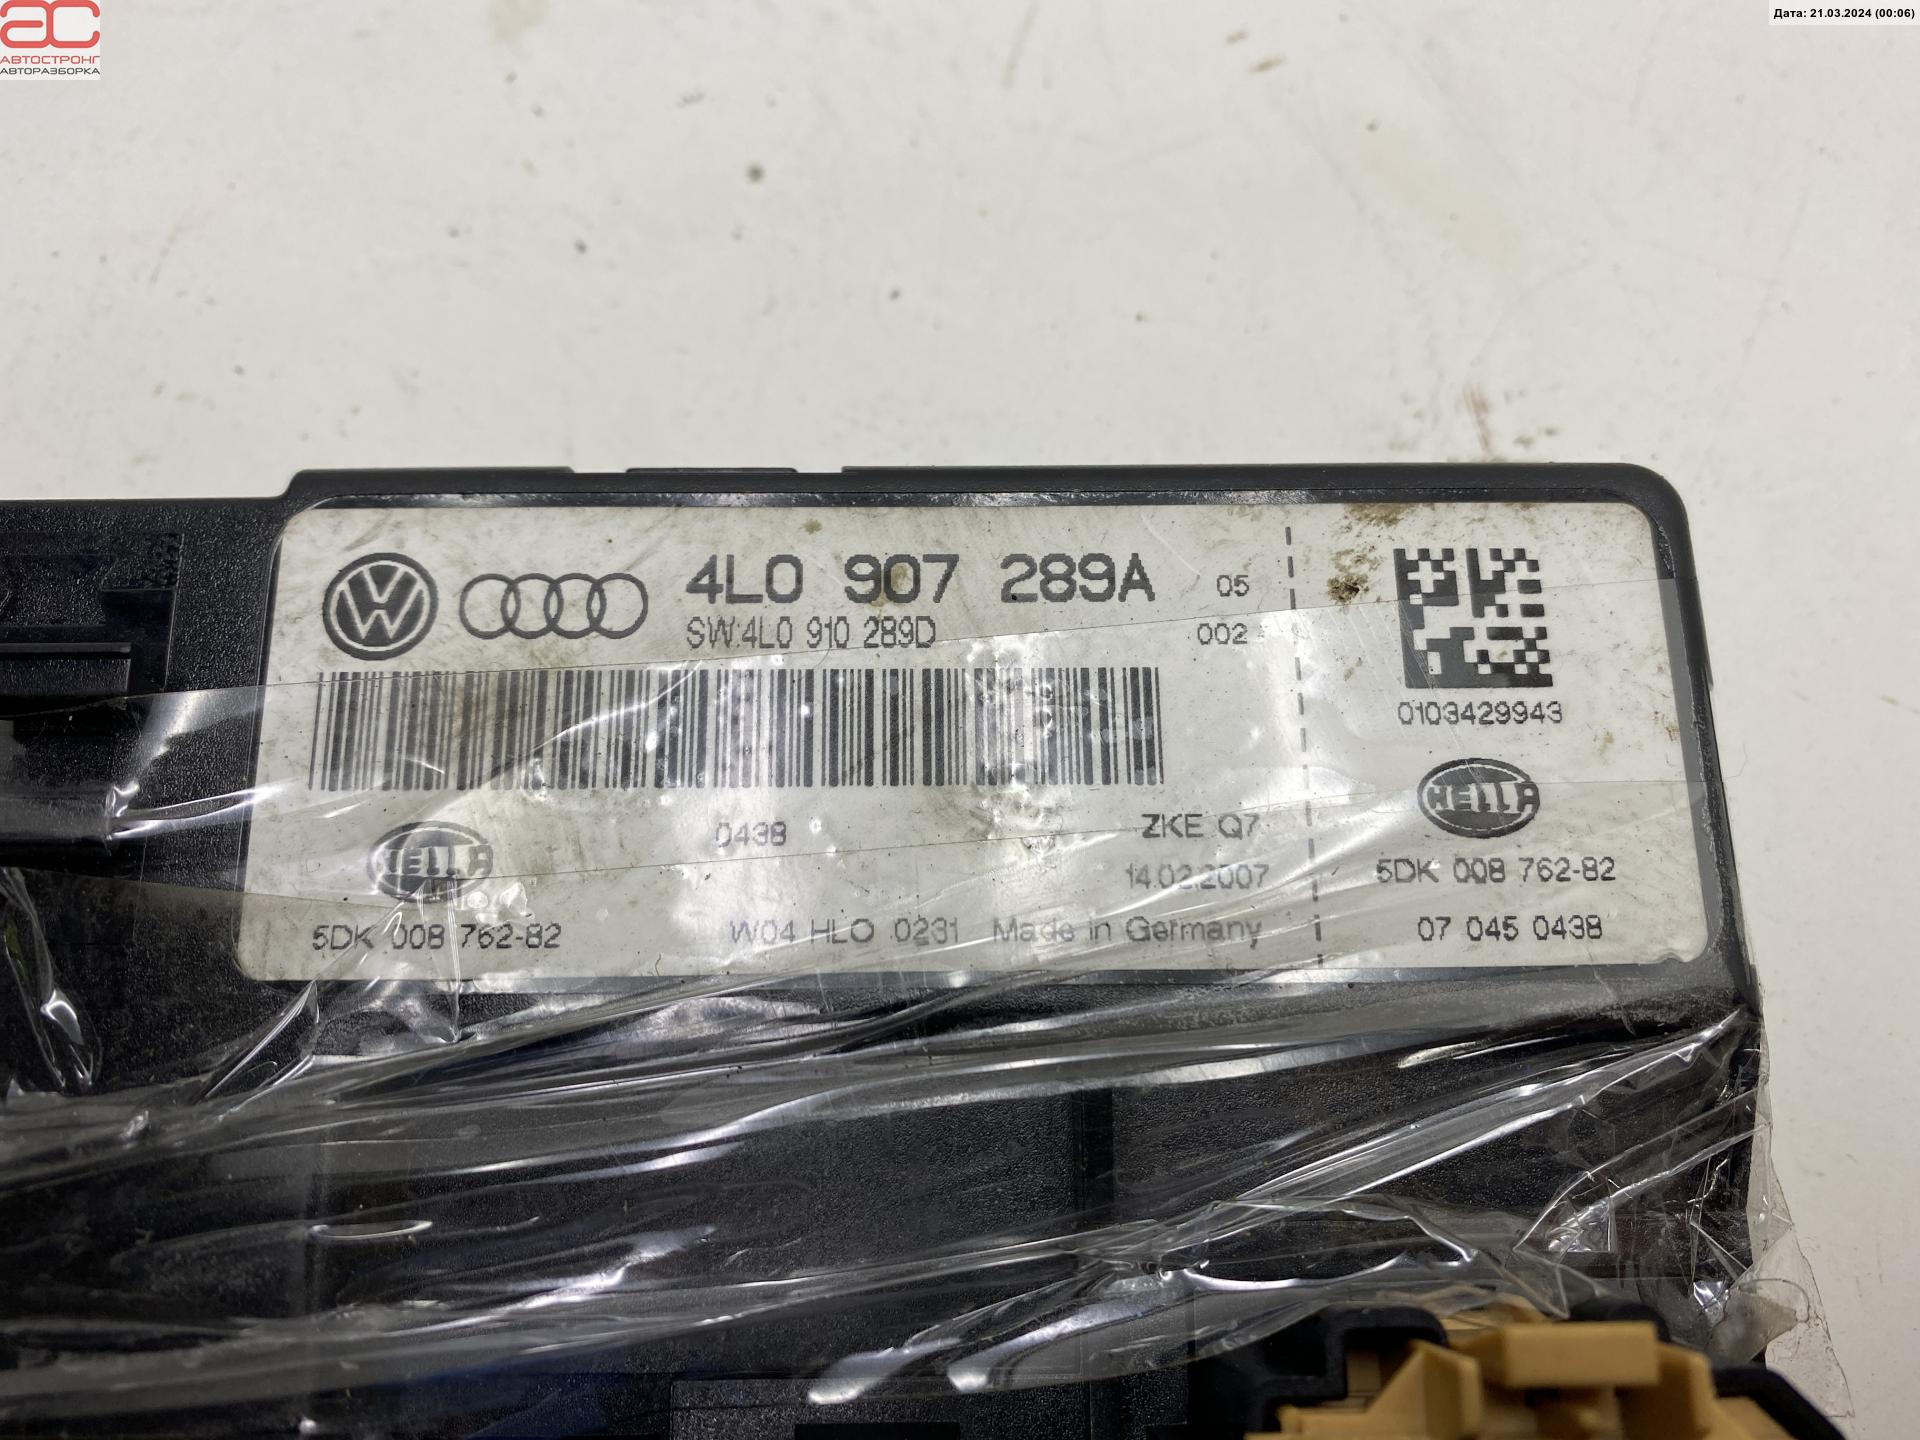 АВТОСТРОНГ
АВТОРАЗБОРКА
Дата: 21.03.2024 (00:06)
4L0 907 289A 05
SW:4L0 910 289D 002
0103429943
HELLA
0438 ZKE Q7
HELLA
14.02.2007
5DK 008 762-82
5DK 008 762-82 W04 HLO 0231 Made in Germany
07 045 0438